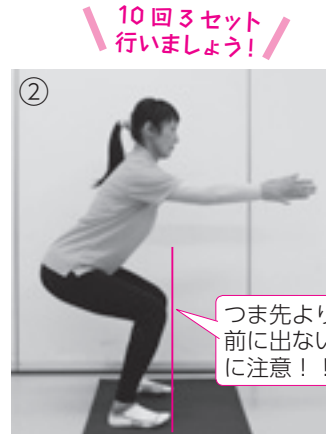 10回3セット
行いましょう!
②
つま先より
前に出ない
に注意!!